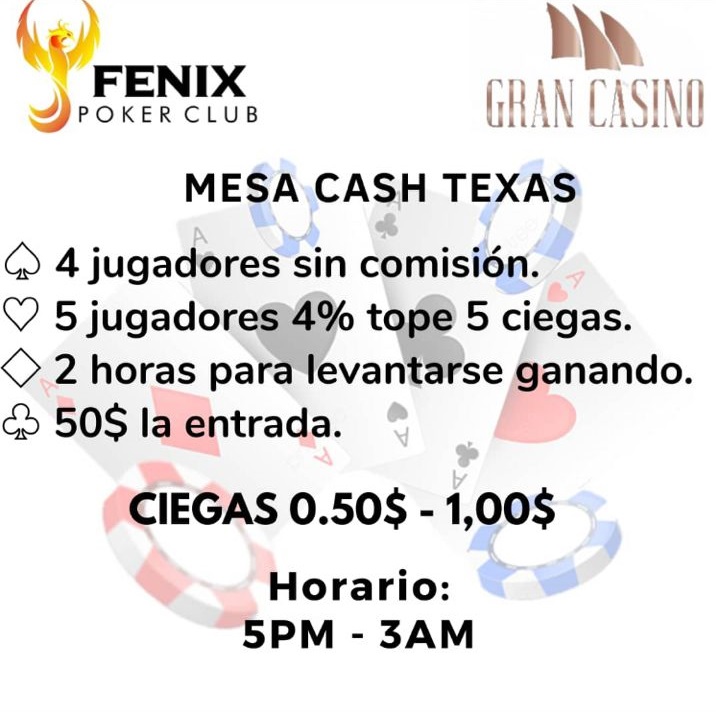 FENIX
POKER CLUB
GRAN CASINO
MESA CASH TEXAS
♤ 4 jugadores sin comisión.
♡ 5 jugadores 4% tope 5 ciegas.
♢ 2 horas para levantarse ganando.
♧ 50$ la entrada.
CIEGAS 0.50$ - 1,00$
Horario:
5PM - 3AM